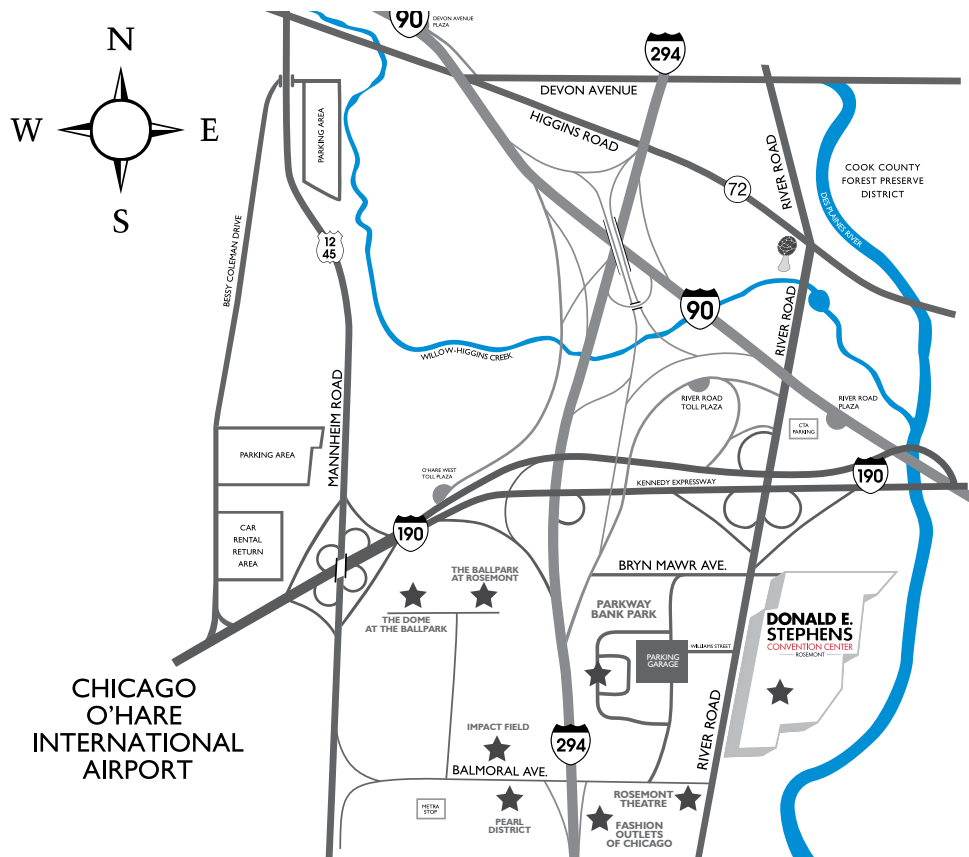 90
DEVON AVENUE
PLAZA
N
W
E
S
294
DEVON AVENUE
HIGGINS ROAD
PARKING AREA
RIVER ROAD
72
COOK COUNTY
FOREST PRESERVE
DISTRICT
DES PLAINES RIVER
12
45
BESSY COLEMAN DRIVE
90
RIVER ROAD
WILLOW-HIGGINS CREEK
MANNHEIM ROAD
RIVER ROAD
TOLL PLAZA
RIVER ROAD
PLAZA
CTA
PARKING
PARKING AREA
O'HARE WEST
TOLL PLAZA
190
KENNEDY EXPRESSWAY
CAR
RENTAL
RETURN
AREA
190
BRYN MAWR AVE.
THE BALLPARK
AT ROSEMONT
THE DOME
AT THE BALLPARK
PARKWAY
BANK PARK
DONALD E.
STEPHENS
CONVENTION CENTER
ROSEMONT
WILLIAMS STREET
PARKING
GARAGE
CHICAGO
O'HARE
INTERNATIONAL
AIRPORT
RIVER ROAD
IMPACT FIELD
294
BALMORAL AVE.
METRA
STOP
PEARL
DISTRICT
ROSEMONT
THEATRE
FASHION
OUTLETS
OF CHICAGO